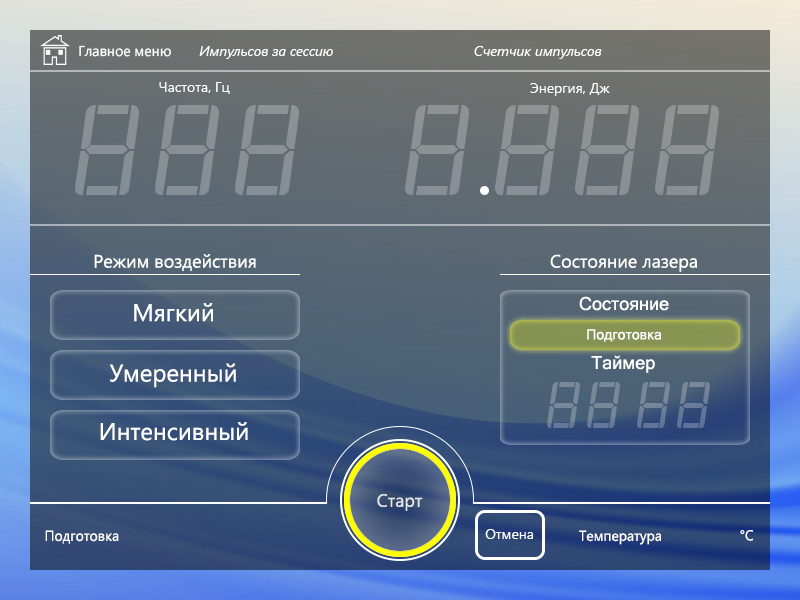 Главное меню
Импульсов за сессию
Счетчик импульсов
Частота, Гц
Энергия, Дж
Режим воздействия
Мягкий
Умеренный
Интенсивный
Состояние лазера
Состояние
Подготовка
Таймер
Старт
Подготовка
Отмена
Температура
°C